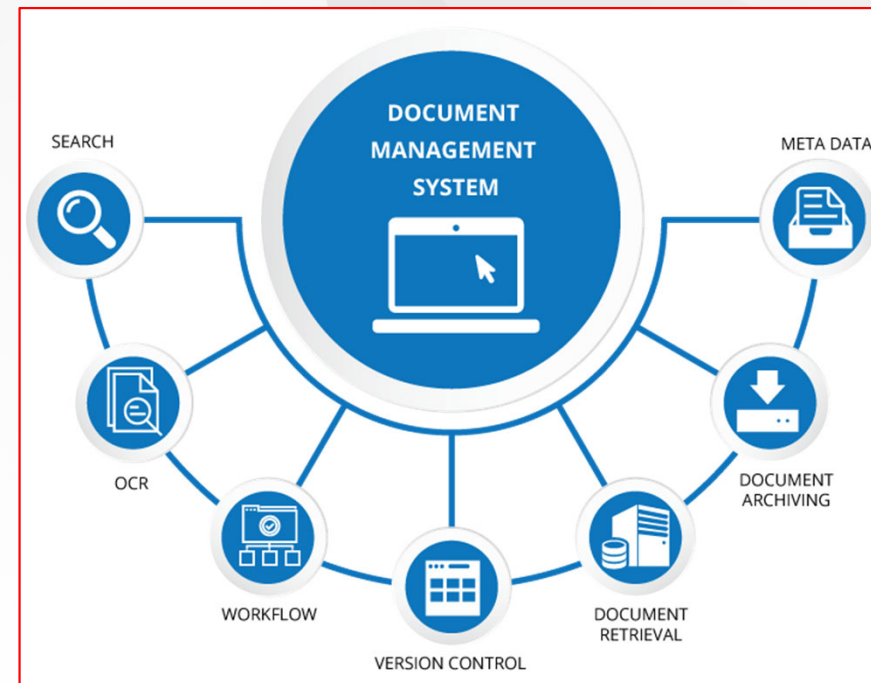 DOCUMENT
MANAGEMENT
SYSTEM
SEARCH
OCR
WORKFLOW
VERSION CONTROL
DOCUMENT
RETRIEVAL
DOCUMENT
ARCHIVING
META DATA